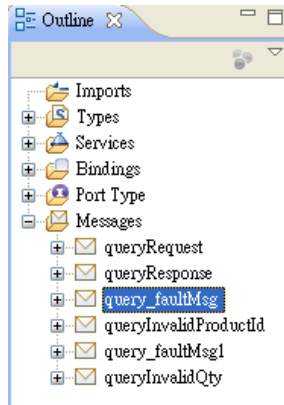 Outline
Imports
Types
Services
Bindings
Port Type
Messages
queryRequest
queryResponse
query_faultMsg
queryInvalidProductId
query_faultMsg1
queryInvalidQty